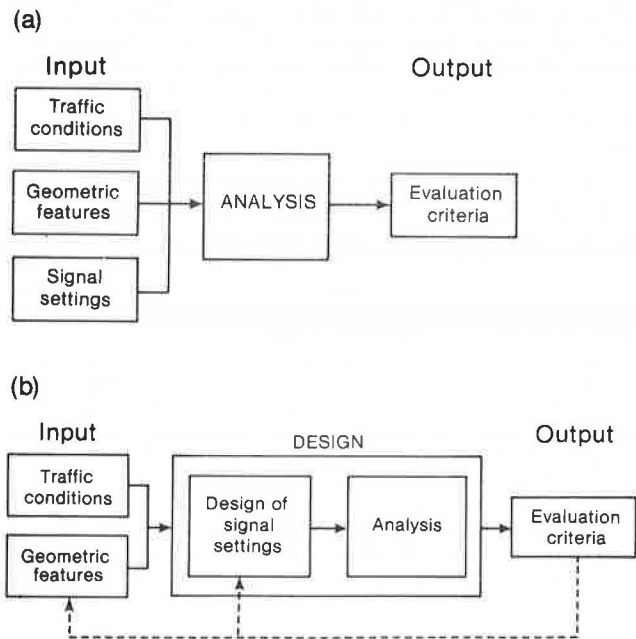 (a)
Input
Output
Traffic
conditions
Geometric
features
Signal
settings
ANALYSIS
Evaluation
criteria
(b)
Input
DESIGN
Output
Traffic
conditions
Geometric
features
Design of
signal
settings
Analysis
Evaluation
criteria